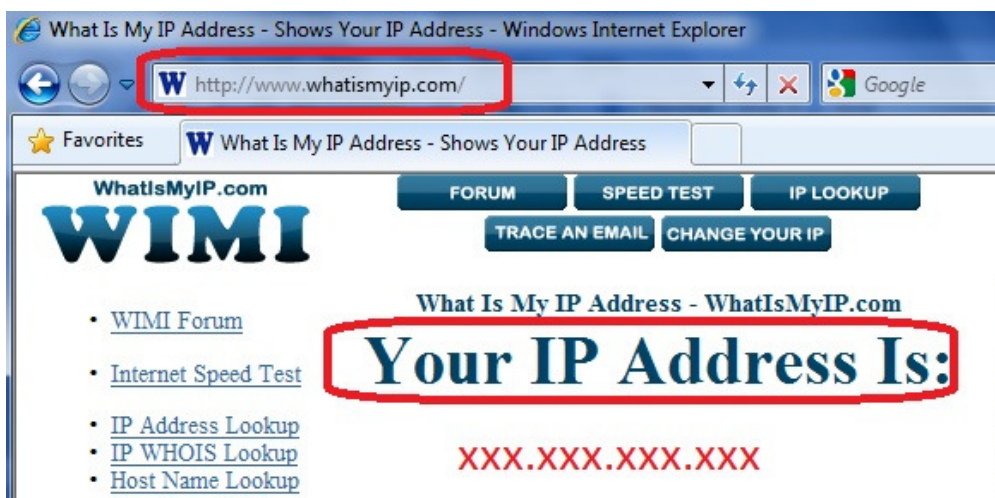 What Is My IP Address - Shows Your IP Address - Windows Internet Explorer
W http://www.whatismyip.com/
Google
Favorites
W What Is My IP Address - Shows Your IP Address
WhatIsMyIP.com
WIMI
FORUM
SPEED TEST
IP LOOKUP
TRACE AN EMAIL
CHANGE YOUR IP
What Is My IP Address - WhatIsMyIP.com
Your IP Address Is:
xxx.xxx.xxx.xxx
• WIMI Forum
• Internet Speed Test
• IP Address Lookup
• IP WHOIS Lookup
• Host Name Lookup